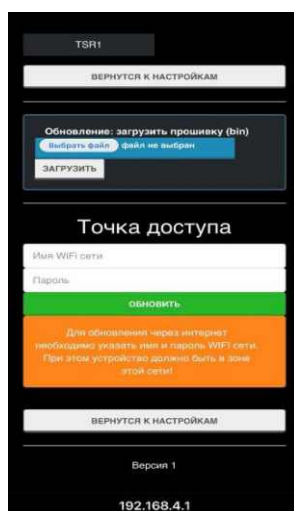 TSR1
ВЕРНУТСЯ К НАСТРОЙКАМ
Обновление: загрузить прошивку (bin)
Выбрать файл файл не выбран
ЗАГРУЗИТЬ
Точка доступа
Имя WiFi сети
Пароль
ОБНОВИТЬ
Для обновления через интернет
необходимо указать имя и пароль WIFI сети.
При этом устройство должно быть в зоне
этой сети!
ВЕРНУТСЯ К НАСТРОЙКАМ
Версия 1
192.168.4.1